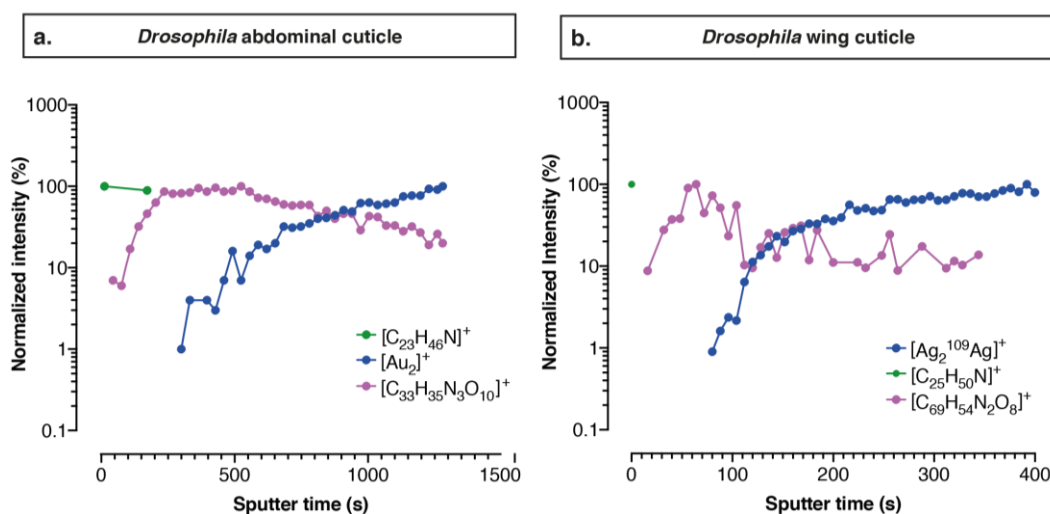 a. Drosophila abdominal cuticle
Normalized intensity (%)
1000
100
10
1
0.1
0 500 1000 1500
Sputter time (s)
[C₂₃H₄₆N]⁺
[Au₂]⁺
[C₃₃H₃₅N₃O₁₀]⁺
b. Drosophila wing cuticle
Normalized intensity (%)
1000
100
10
1
0.1
0 100 200 300 400
Sputter time (s)
[Ag₂¹⁰⁹Ag]⁺
[C₂₅H₅₀N]⁺
[C₆₉H₅₄N₂O₈]⁺